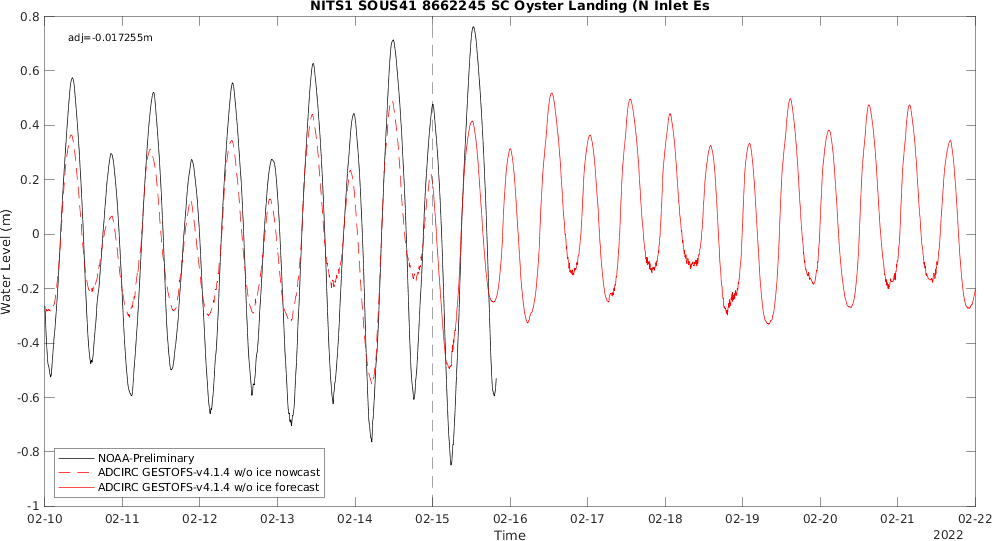 NITS1 SOUS41 8662245 SC Oyster Landing (N Inlet Es
adj=-0.017255m
0.8
0.6
0.4
0.2
0
-0.2
-0.4
-0.6
-0.8
-1
Water Level (m)
NOAA-Preliminary
ADCIRC GESTOFS-v4.1.4 w/o ice nowcast
ADCIRC GESTOFS-v4.1.4 w/o ice forecast
02-10 02-11 02-12 02-13 02-14 02-15 02-16 02-17 02-18 02-19 02-20 02-21 02-22
Time
2022